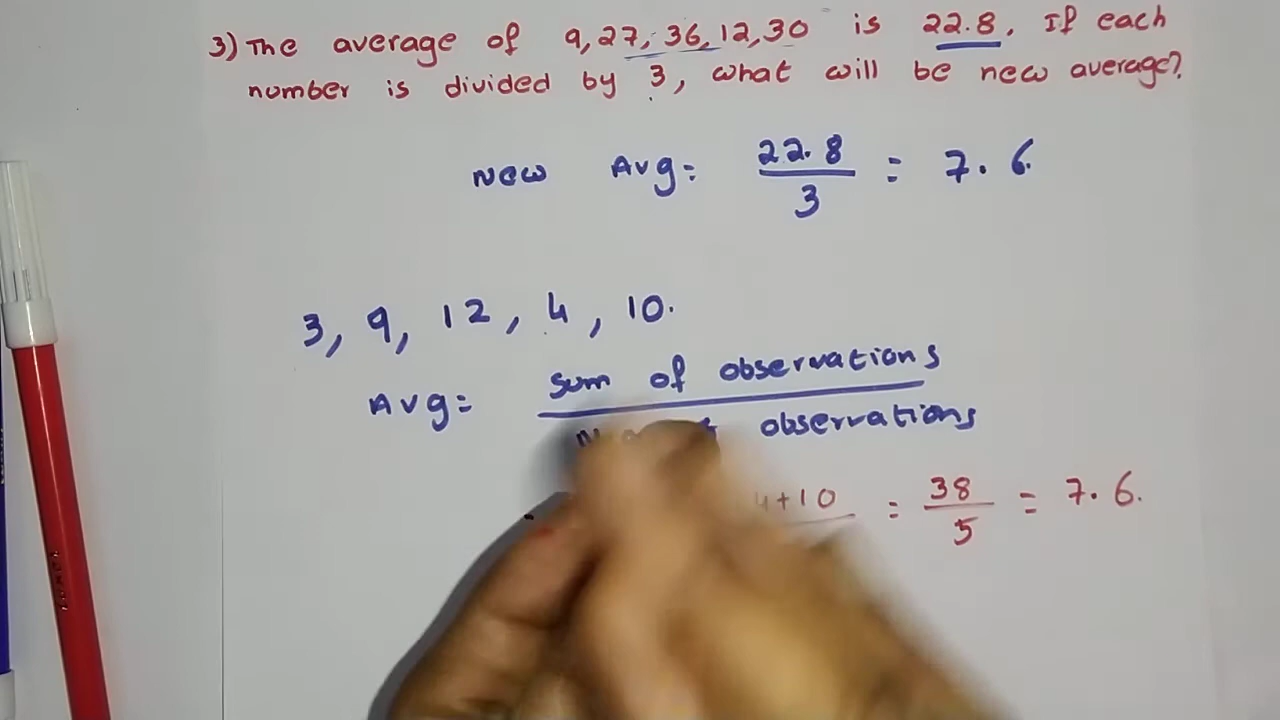 3) The average of 9, 27, 36, 12, 30 is 22.8. If each
number is divided by 3, what will be new average?
New Avg = 22.8 / 3 = 7.6
3, 9, 12, 4, 10.
Avg = sum of observations /
observations
+10 = 38 / 5 = 7.6.